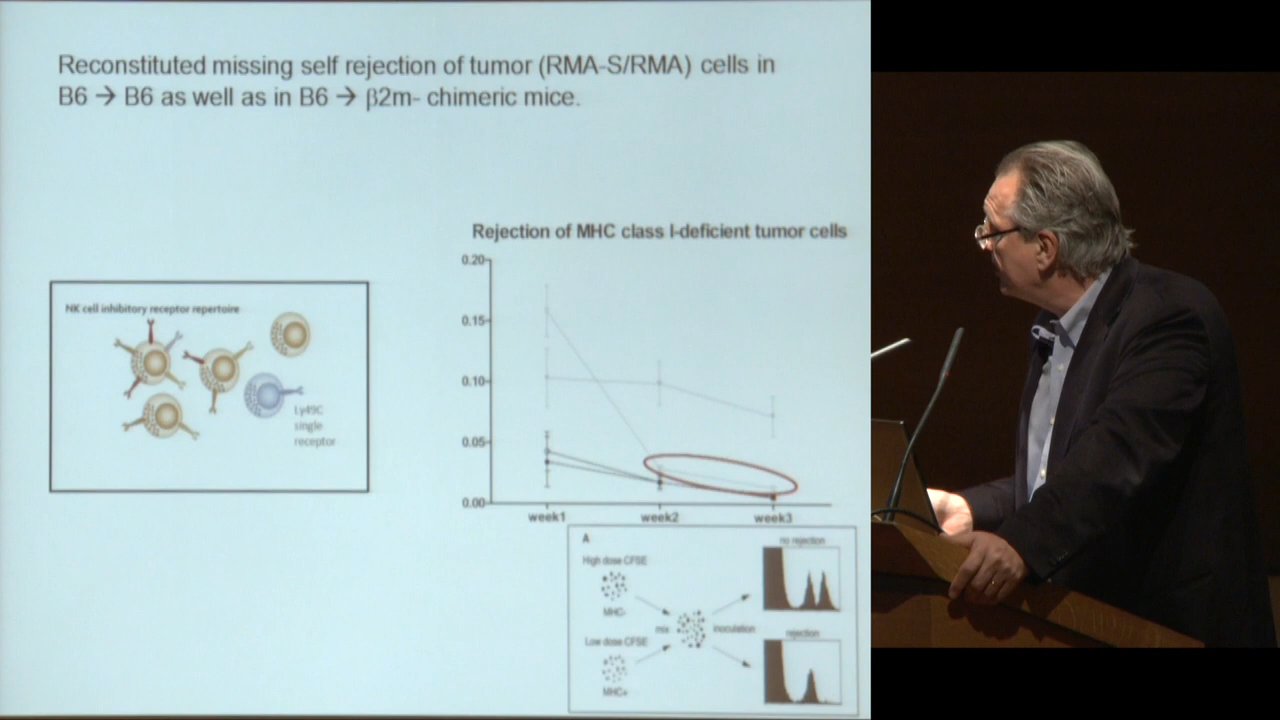 Reconstituted missing self rejection of tumor (RMA-S/RMA) cells in
B6 → B6 as well as in B6 → β2m- chimeric mice.
NK cell inhibitory receptor repertoire
Ly49C
single
receptor
Rejection of MHC class I-deficient tumor cells
0.20
0.15
0.10
0.05
0.00
week1 week2 week3
A
no rejection
High dose CFSE
MHC-
mix
inoculation
Low dose CFSE
rejection
MHC+